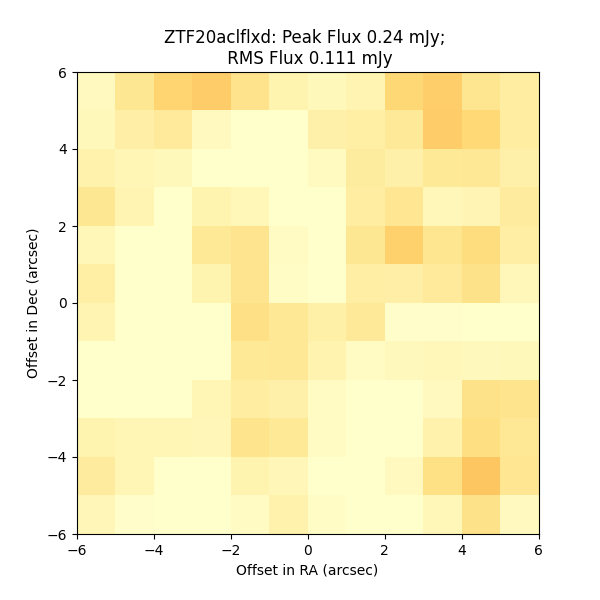 ZTF20aclflxd: Peak Flux 0.24 mJy;
RMS Flux 0.111 mJy
6
4
2
0
−2
−4
−6
Offset in Dec (arcsec)
−6 −4 −2 0 2 4 6
Offset in RA (arcsec)